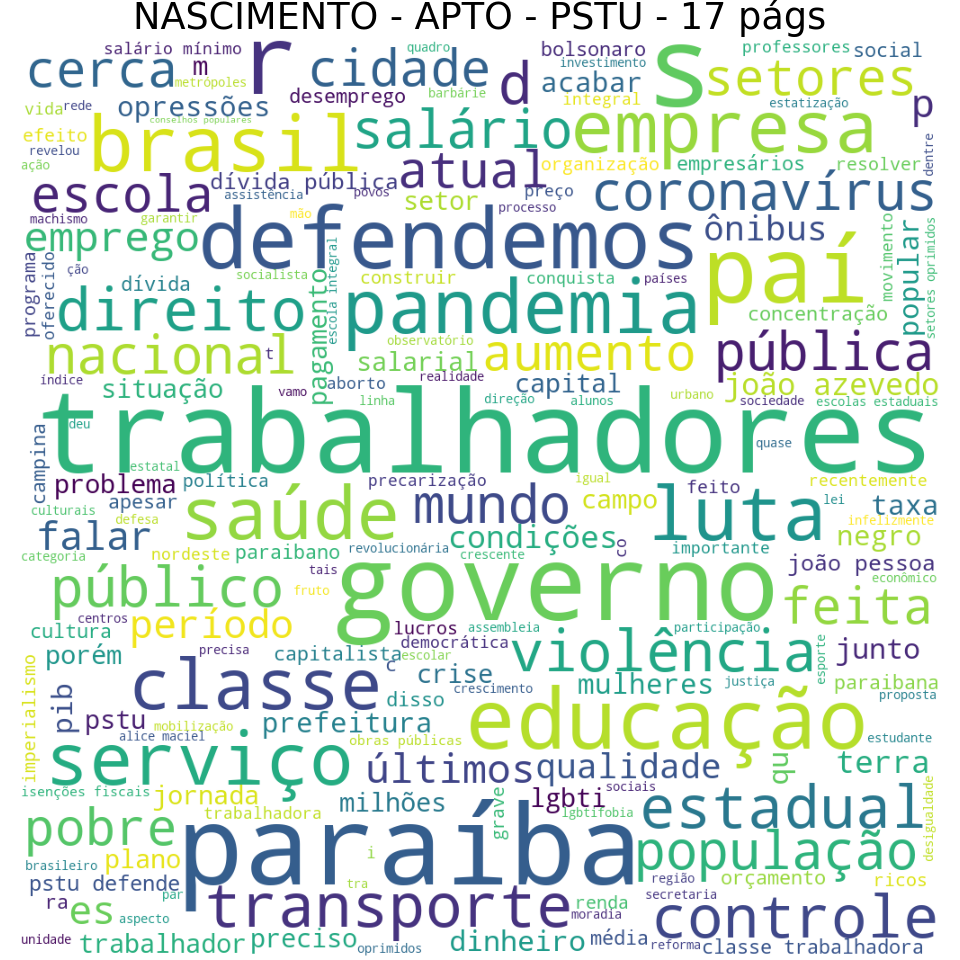 NASCIMENTO - APTO - PSTU - 17 págs
salário mínimo r quadro bolsonaro s professores social
cerca m cidade d investimento acabar setores
metrópoles desemprego barbárie integral estatização p
vida rede opressões conselhos populares
efeito brasil salário empresa
revelou ação atual organização empresários resolver dentre
escola dívida pública assistência povos setor preço processo coronavírus
machismo garantir mão
emprego defendemos ônibus
programa oferecido ção socialista escola integral construir conquista países paí movimento popular setores oprimidos
dívida pagamento concentração
direito pandemia
nacional t observatório salarial aumento pública
índice situação vamo aborto realidade capital joão azevedo
linha direção alunos urbano sociedade escolas estaduais
deu trabalhadores quase
campina estatal
problema política precarização igual feito recentemente
culturais apesar saúde mundo campo luta lei taxa
defesa infelizmente
falar condições co negro
categoria nordeste paraibano revolucionária crescente importante joão pessoa
tais econômico
público fruto governo feita
centros período lucros assembleia participação
cultura precisa democrática
porém capitalista escolar violência esporte junto
imperialismo classe c crise crescimento mulheres justiça paraibana
pib disso proposta
pstu mobilização prefeitura educação
alice maciel obras públicas estudante
serviço últimos qualidade qu terra
isenções fiscais jornada milhões grave lgbti sociais
trabalhadora lgbtifobia estadual desigualdade
pobre paraíba
plano i população
brasileiro região orçamento ricos
pstu defende par tra secretaria
ra es aspecto transporte renda moradia controle
unidade trabalhador preciso oprimidos dinheiro média reforma classe trabalhadora